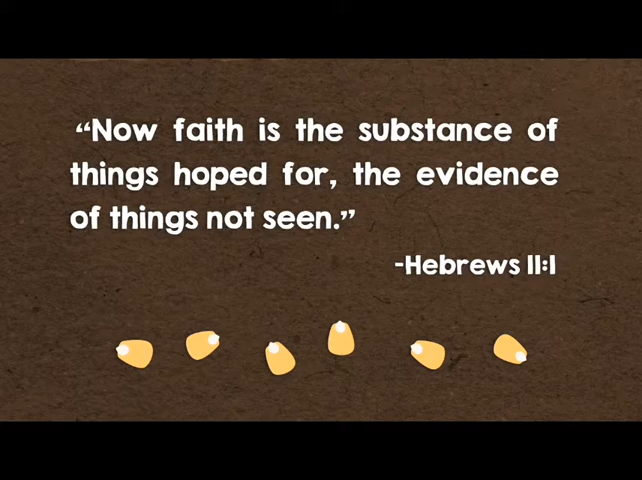 “Now faith is the substance of
things hoped for, the evidence
of things not seen.”
-Hebrews 11:1